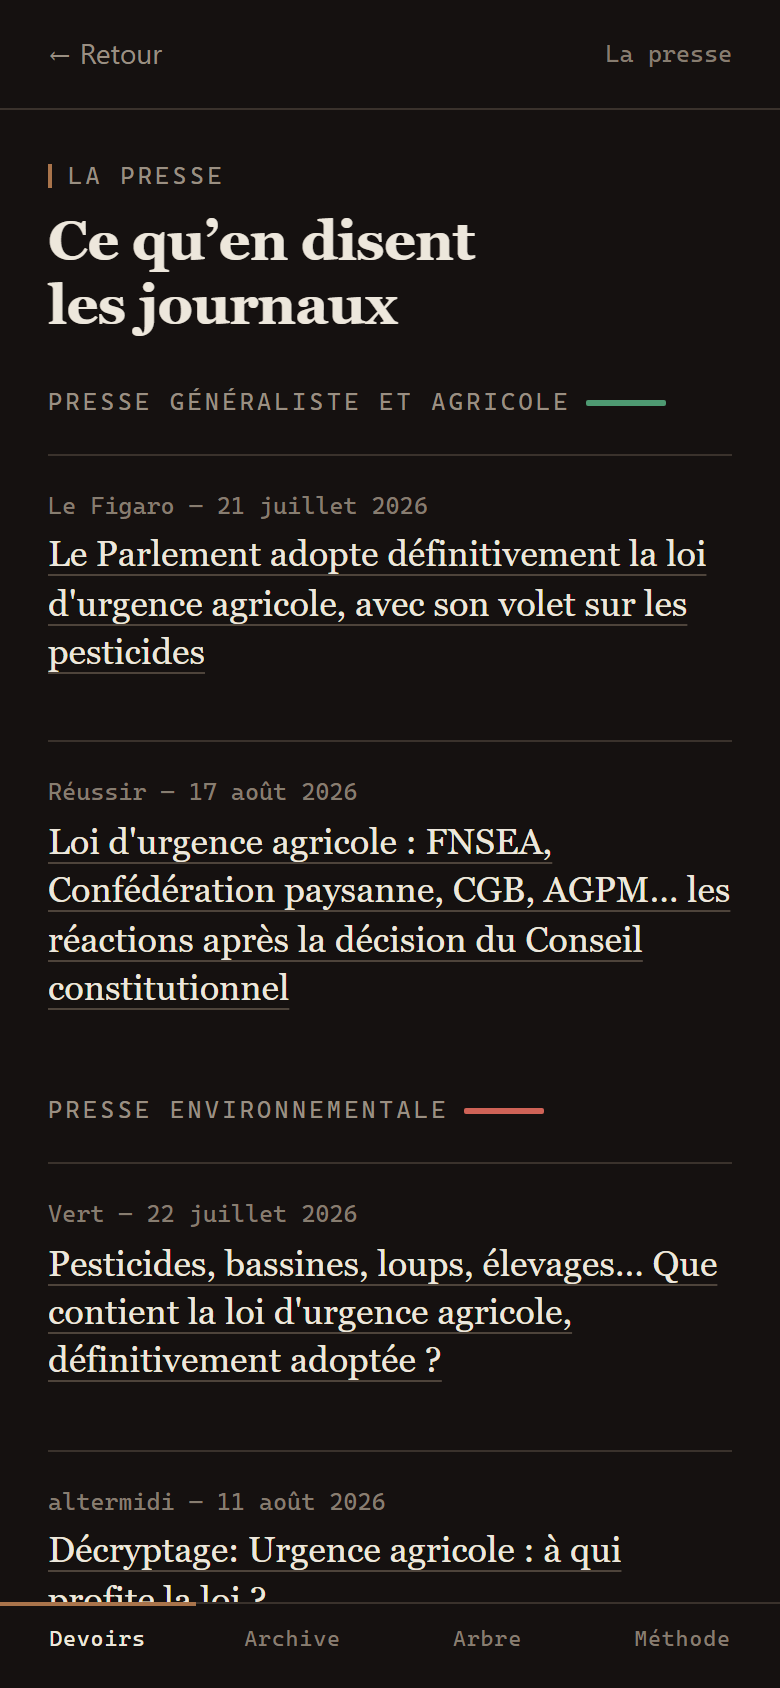 ← Retour
La presse
LA PRESSE
Ce qu’en disent
les journaux
PRESSE GÉNÉRALISTE ET AGRICOLE
Le Figaro — 21 juillet 2026
Le Parlement adopte définitivement la loi
d'urgence agricole, avec son volet sur les
pesticides
Réussir — 17 août 2026
Loi d'urgence agricole : FNSEA,
Confédération paysanne, CGB, AGPM… les
réactions après la décision du Conseil
constitutionnel
PRESSE ENVIRONNEMENTALE
Vert — 22 juillet 2026
Pesticides, bassines, loups, élevages… Que
contient la loi d'urgence agricole,
définitivement adoptée ?
altermidi — 11 août 2026
Décryptage: Urgence agricole : à qui
profite la loi ?
Devoirs
Archive
Arbre
Méthode